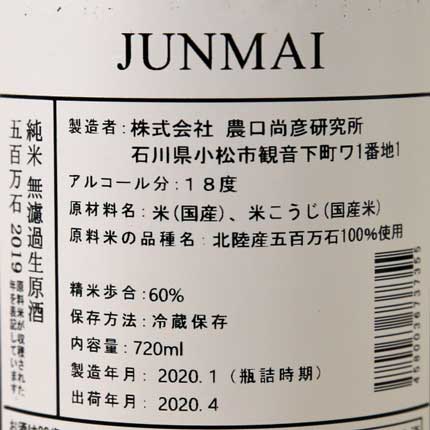 JUNMAI
純米 無濾過生原酒
五百万石 2019
原料米が収穫された
年を表記しています。
製造者：株式会社 農口尚彦研究所
石川県小松市観音下町ワ1番地1
アルコール分：１８度
原材料名：米(国産)、米こうじ(国産米)
原料米の品種名：北陸産五百万石100%使用
精米歩合：60%
保存方法：冷蔵保存
内容量：720ml
製造年月：2020.1（瓶詰時期）
出荷年月：2020.4
4580036737355
お酒は